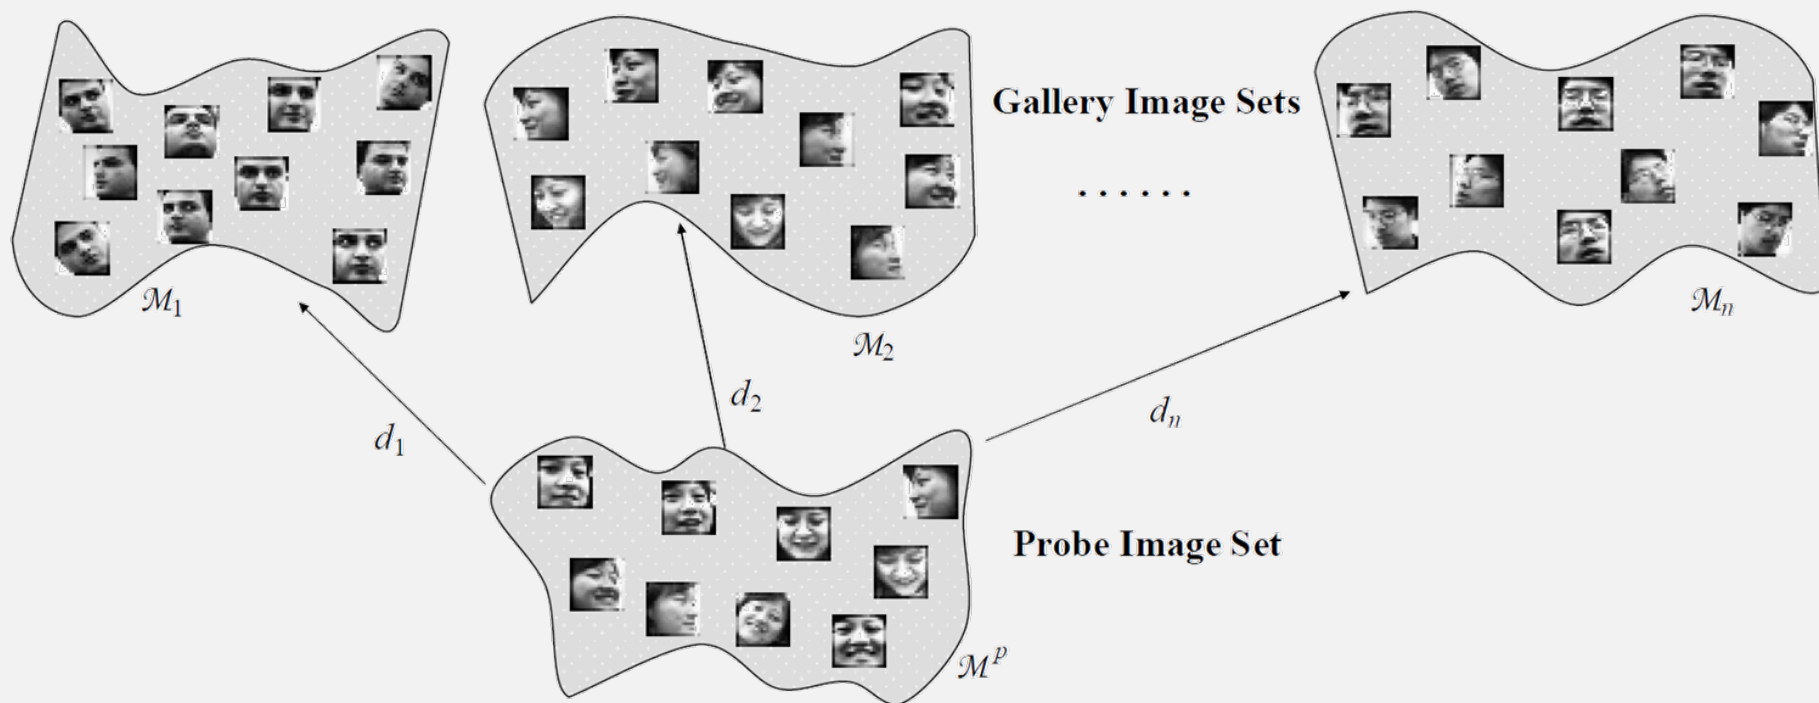 Gallery Image Sets
. . . . . .
ℳ1
ℳ2
ℳn
d1
d2
dn
Probe Image Set
ℳp